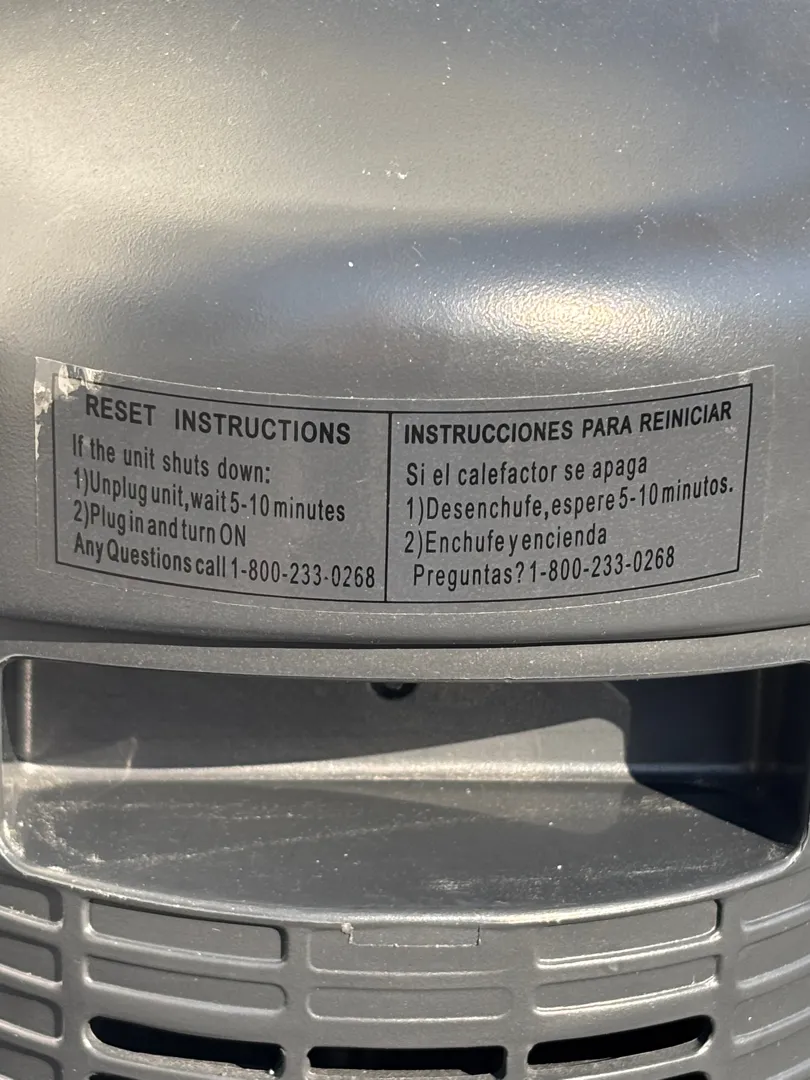 RESET INSTRUCTIONS
If the unit shuts down:
1)Unplug unit, wait 5-10 minutes
2)Plug in and turn ON
Any Questions call 1-800-233-0268
INSTRUCCIONES PARA REINICIAR
Si el calefactor se apaga
1)Desenchufe, espere 5-10 minutos.
2)Enchufe y encienda
Preguntas? 1-800-233-0268